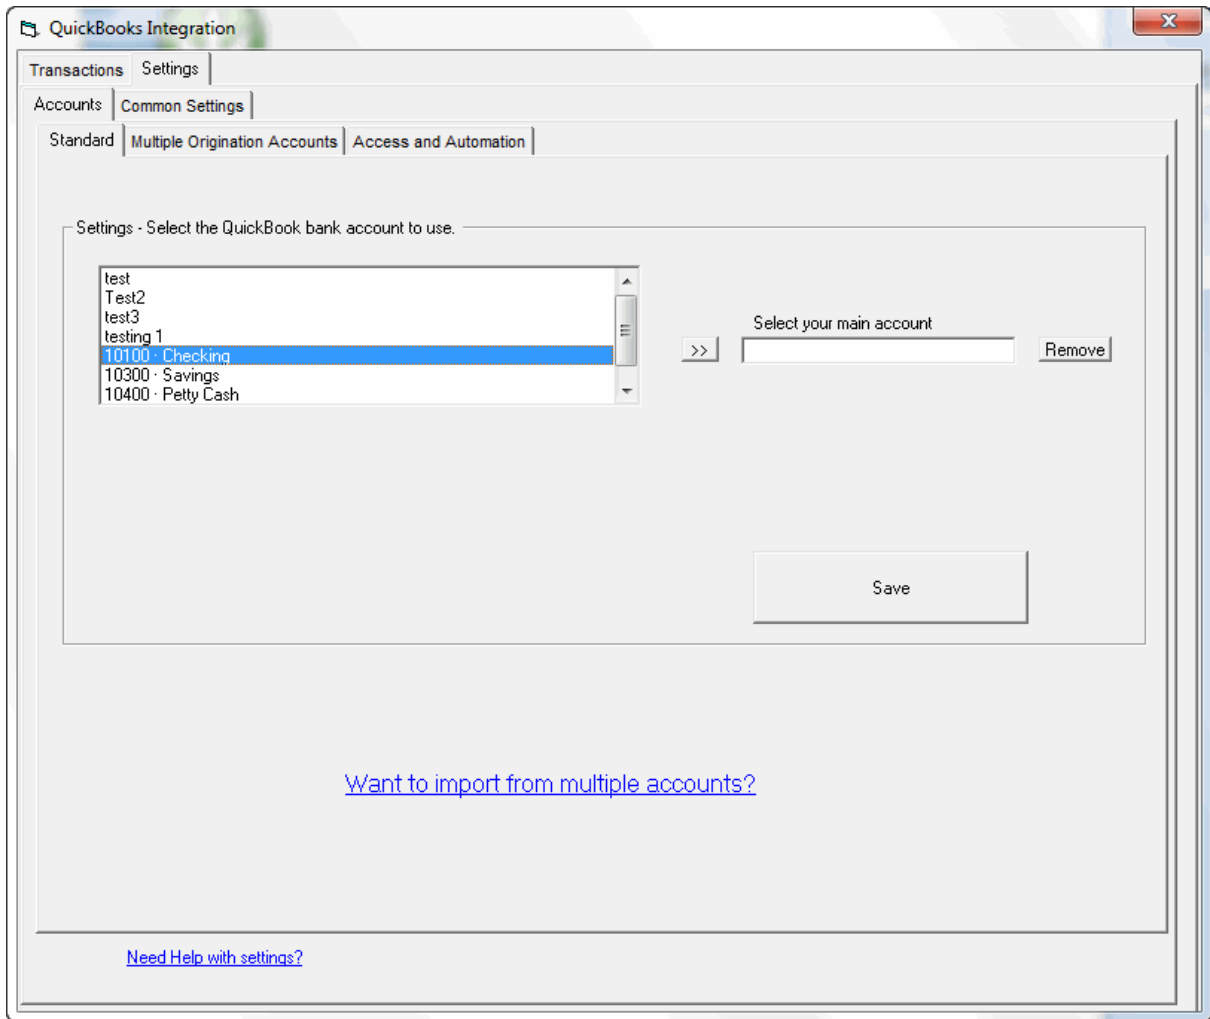 QuickBooks Integration
Transactions Settings
Accounts Common Settings
Standard Multiple Origination Accounts Access and Automation
Settings - Select the QuickBook bank account to use.
test
Test2
test3
testing 1
10100 · Checking
10300 · Savings
10400 · Petty Cash
Select your main account
>> Remove
Save
Want to import from multiple accounts?
Need Help with settings?